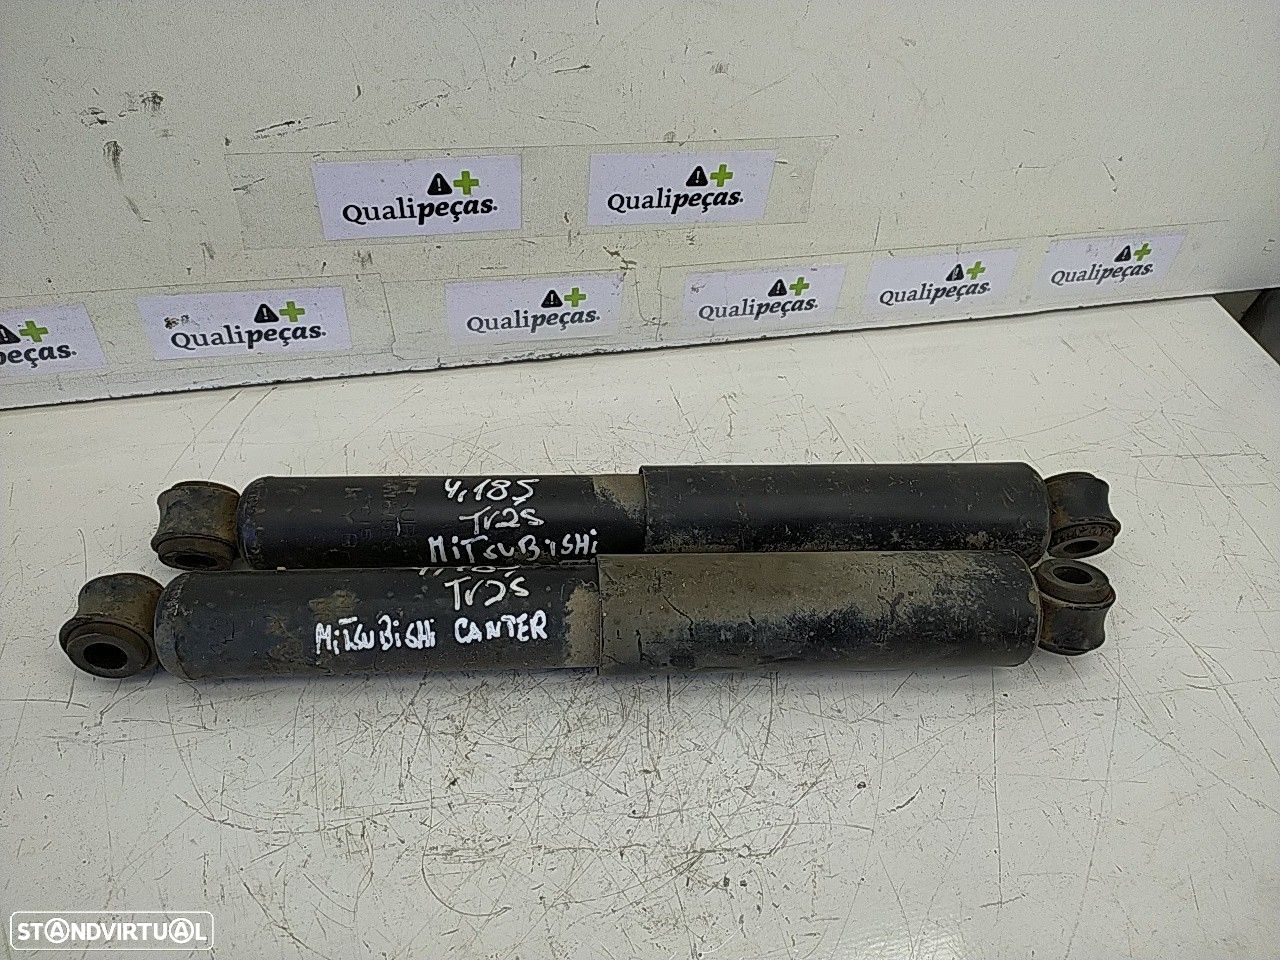 Qualipeças.
Qualipeças.
peças.
Qualipeças.
Qualipeças.
Qualipeças.
Qualipeças.
Qualipeças.
4,185
Tr2S
MiTSuBiSHi
Tr2S
MiTSuBiSHi CANTER
STANDVIRTUAL